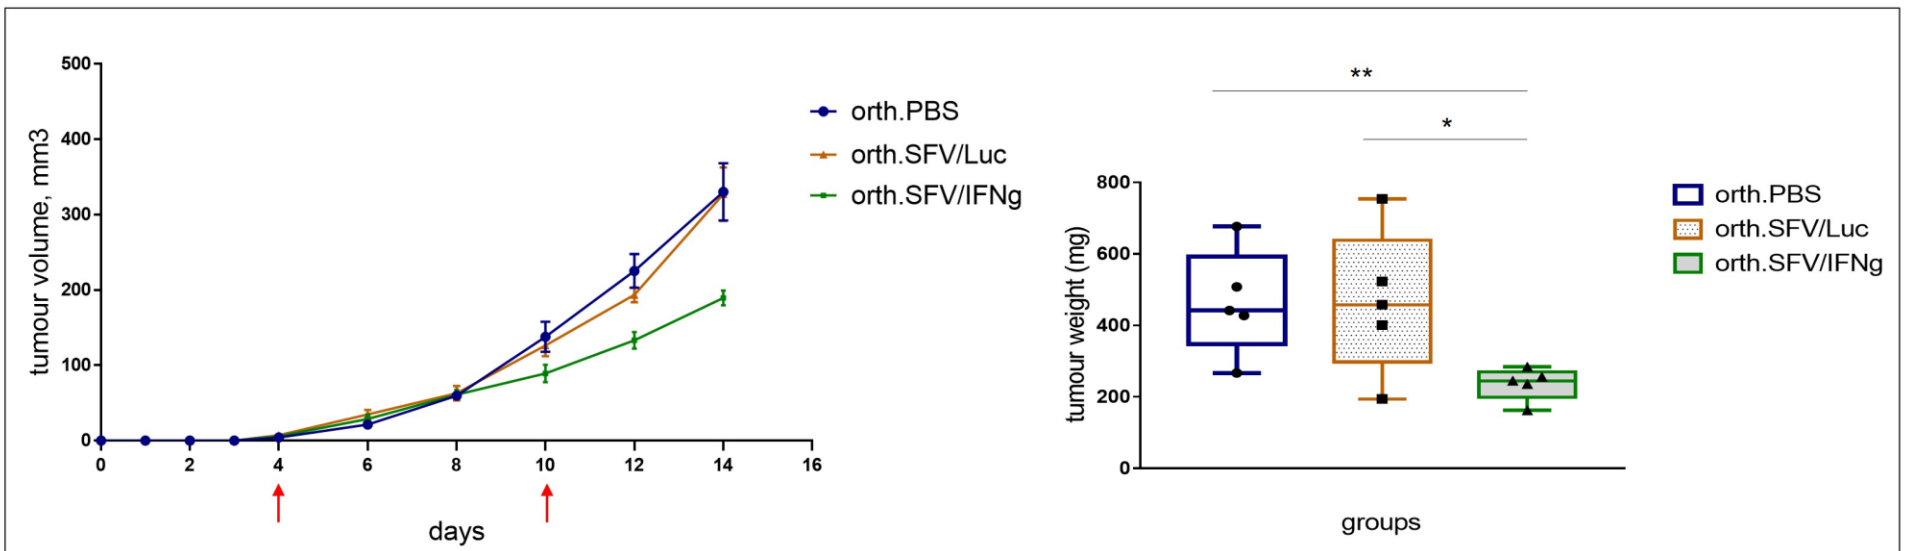 500
400
300
200
100
0
tumour volume, mm3
0 2 4 6 8 10 12 14 16
days
orth.PBS
orth.SFV/Luc
orth.SFV/IFNg
**
*
800
600
400
200
0
tumour weight (mg)
groups
orth.PBS
orth.SFV/Luc
orth.SFV/IFNg